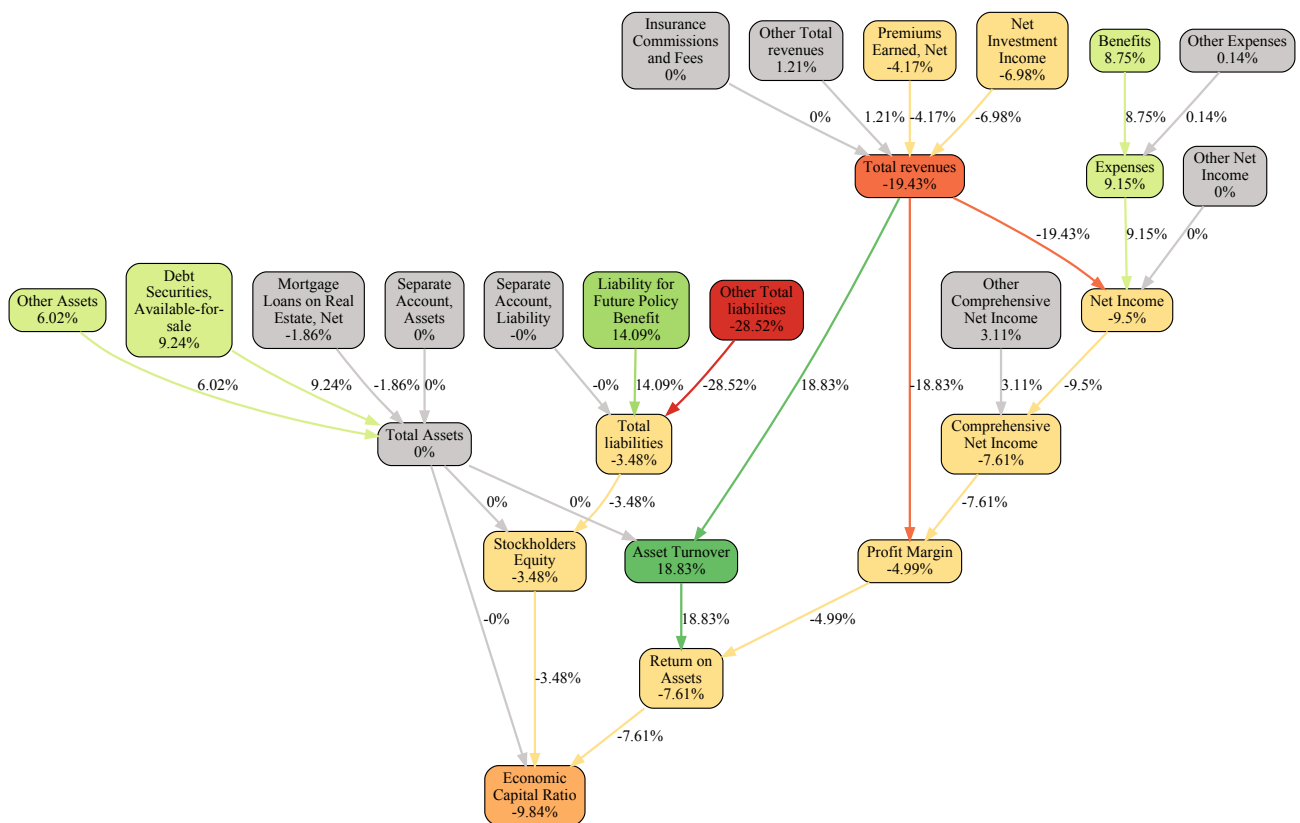 Insurance
Commissions
and Fees
0%
Other Total
revenues
1.21%
Premiums
Earned, Net
-4.17%
Net
Investment
Income
-6.98%
Benefits
8.75%
Other Expenses
0.14%
0%
1.21%
-4.17%
-6.98%
8.75%
0.14%
Total revenues
-19.43%
Expenses
9.15%
Other Net
Income
0%
-19.43%
9.15%
0%
Other Assets
6.02%
Debt
Securities,
Available-for-
sale
9.24%
Mortgage
Loans on Real
Estate, Net
-1.86%
Separate
Account,
Assets
0%
Separate
Account,
Liability
-0%
Liability for
Future Policy
Benefit
14.09%
Other Total
liabilities
-28.52%
Other
Comprehensive
Net Income
3.11%
Net Income
-9.5%
6.02%
9.24%
-1.86%
0%
-0%
14.09%
-28.52%
18.83%
-18.83%
3.11%
-9.5%
Total Assets
0%
Total
liabilities
-3.48%
Comprehensive
Net Income
-7.61%
0%
-3.48%
0%
-7.61%
Stockholders
Equity
-3.48%
Asset Turnover
18.83%
Profit Margin
-4.99%
-0%
18.83%
-4.99%
Return on
Assets
-7.61%
-3.48%
-7.61%
Economic
Capital Ratio
-9.84%